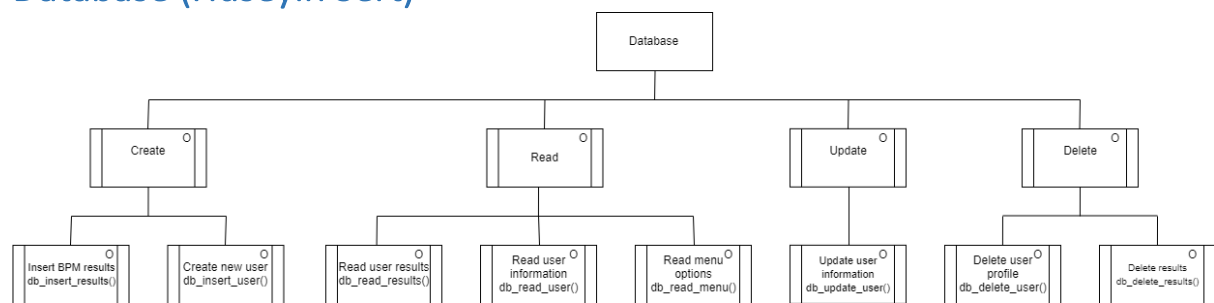 Database
Create O
Read O
Update O
Delete O
O
Insert BPM results
db_insert_results()
O
Create new user
db_insert_user()
O
Read user results
db_read_results()
Read user O
information
db_read_user()
Read menu O
options
db_read_menu()
Update user O
information
db_update_user()
Delete user O
profile
db_delete_user()
O
Delete results
db_delete_results()